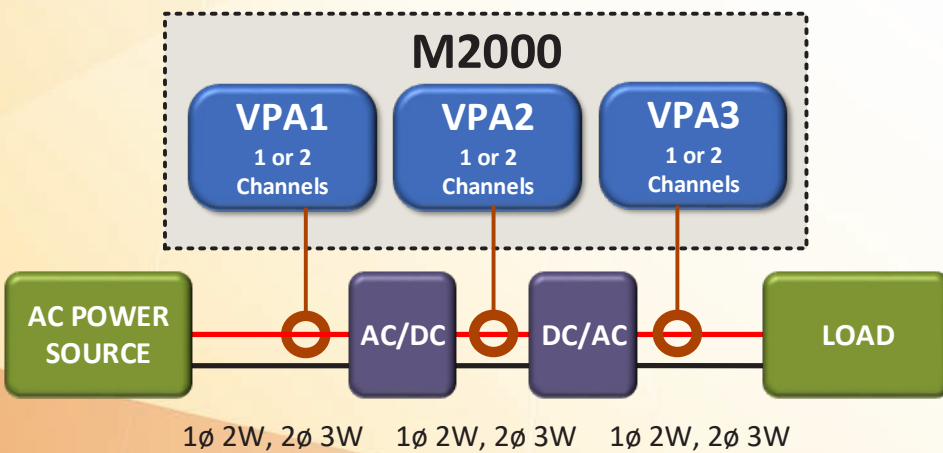 M2000
VPA1
1 or 2
Channels
VPA2
1 or 2
Channels
VPA3
1 or 2
Channels
AC POWER
SOURCE
AC/DC
DC/AC
LOAD
1ø 2W, 2ø 3W
1ø 2W, 2ø 3W
1ø 2W, 2ø 3W